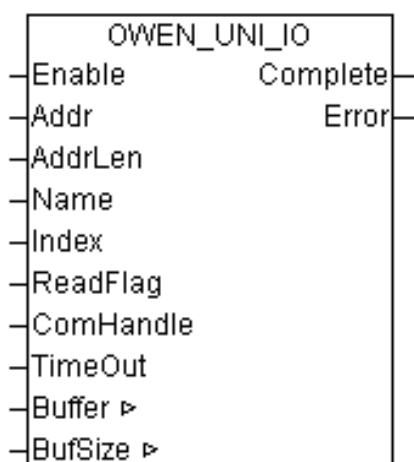 OWEN_UNI_IO
Enable Complete
Addr Error
AddrLen
Name
Index
ReadFlag
ComHandle
TimeOut
Buffer ▹
BufSize ▹